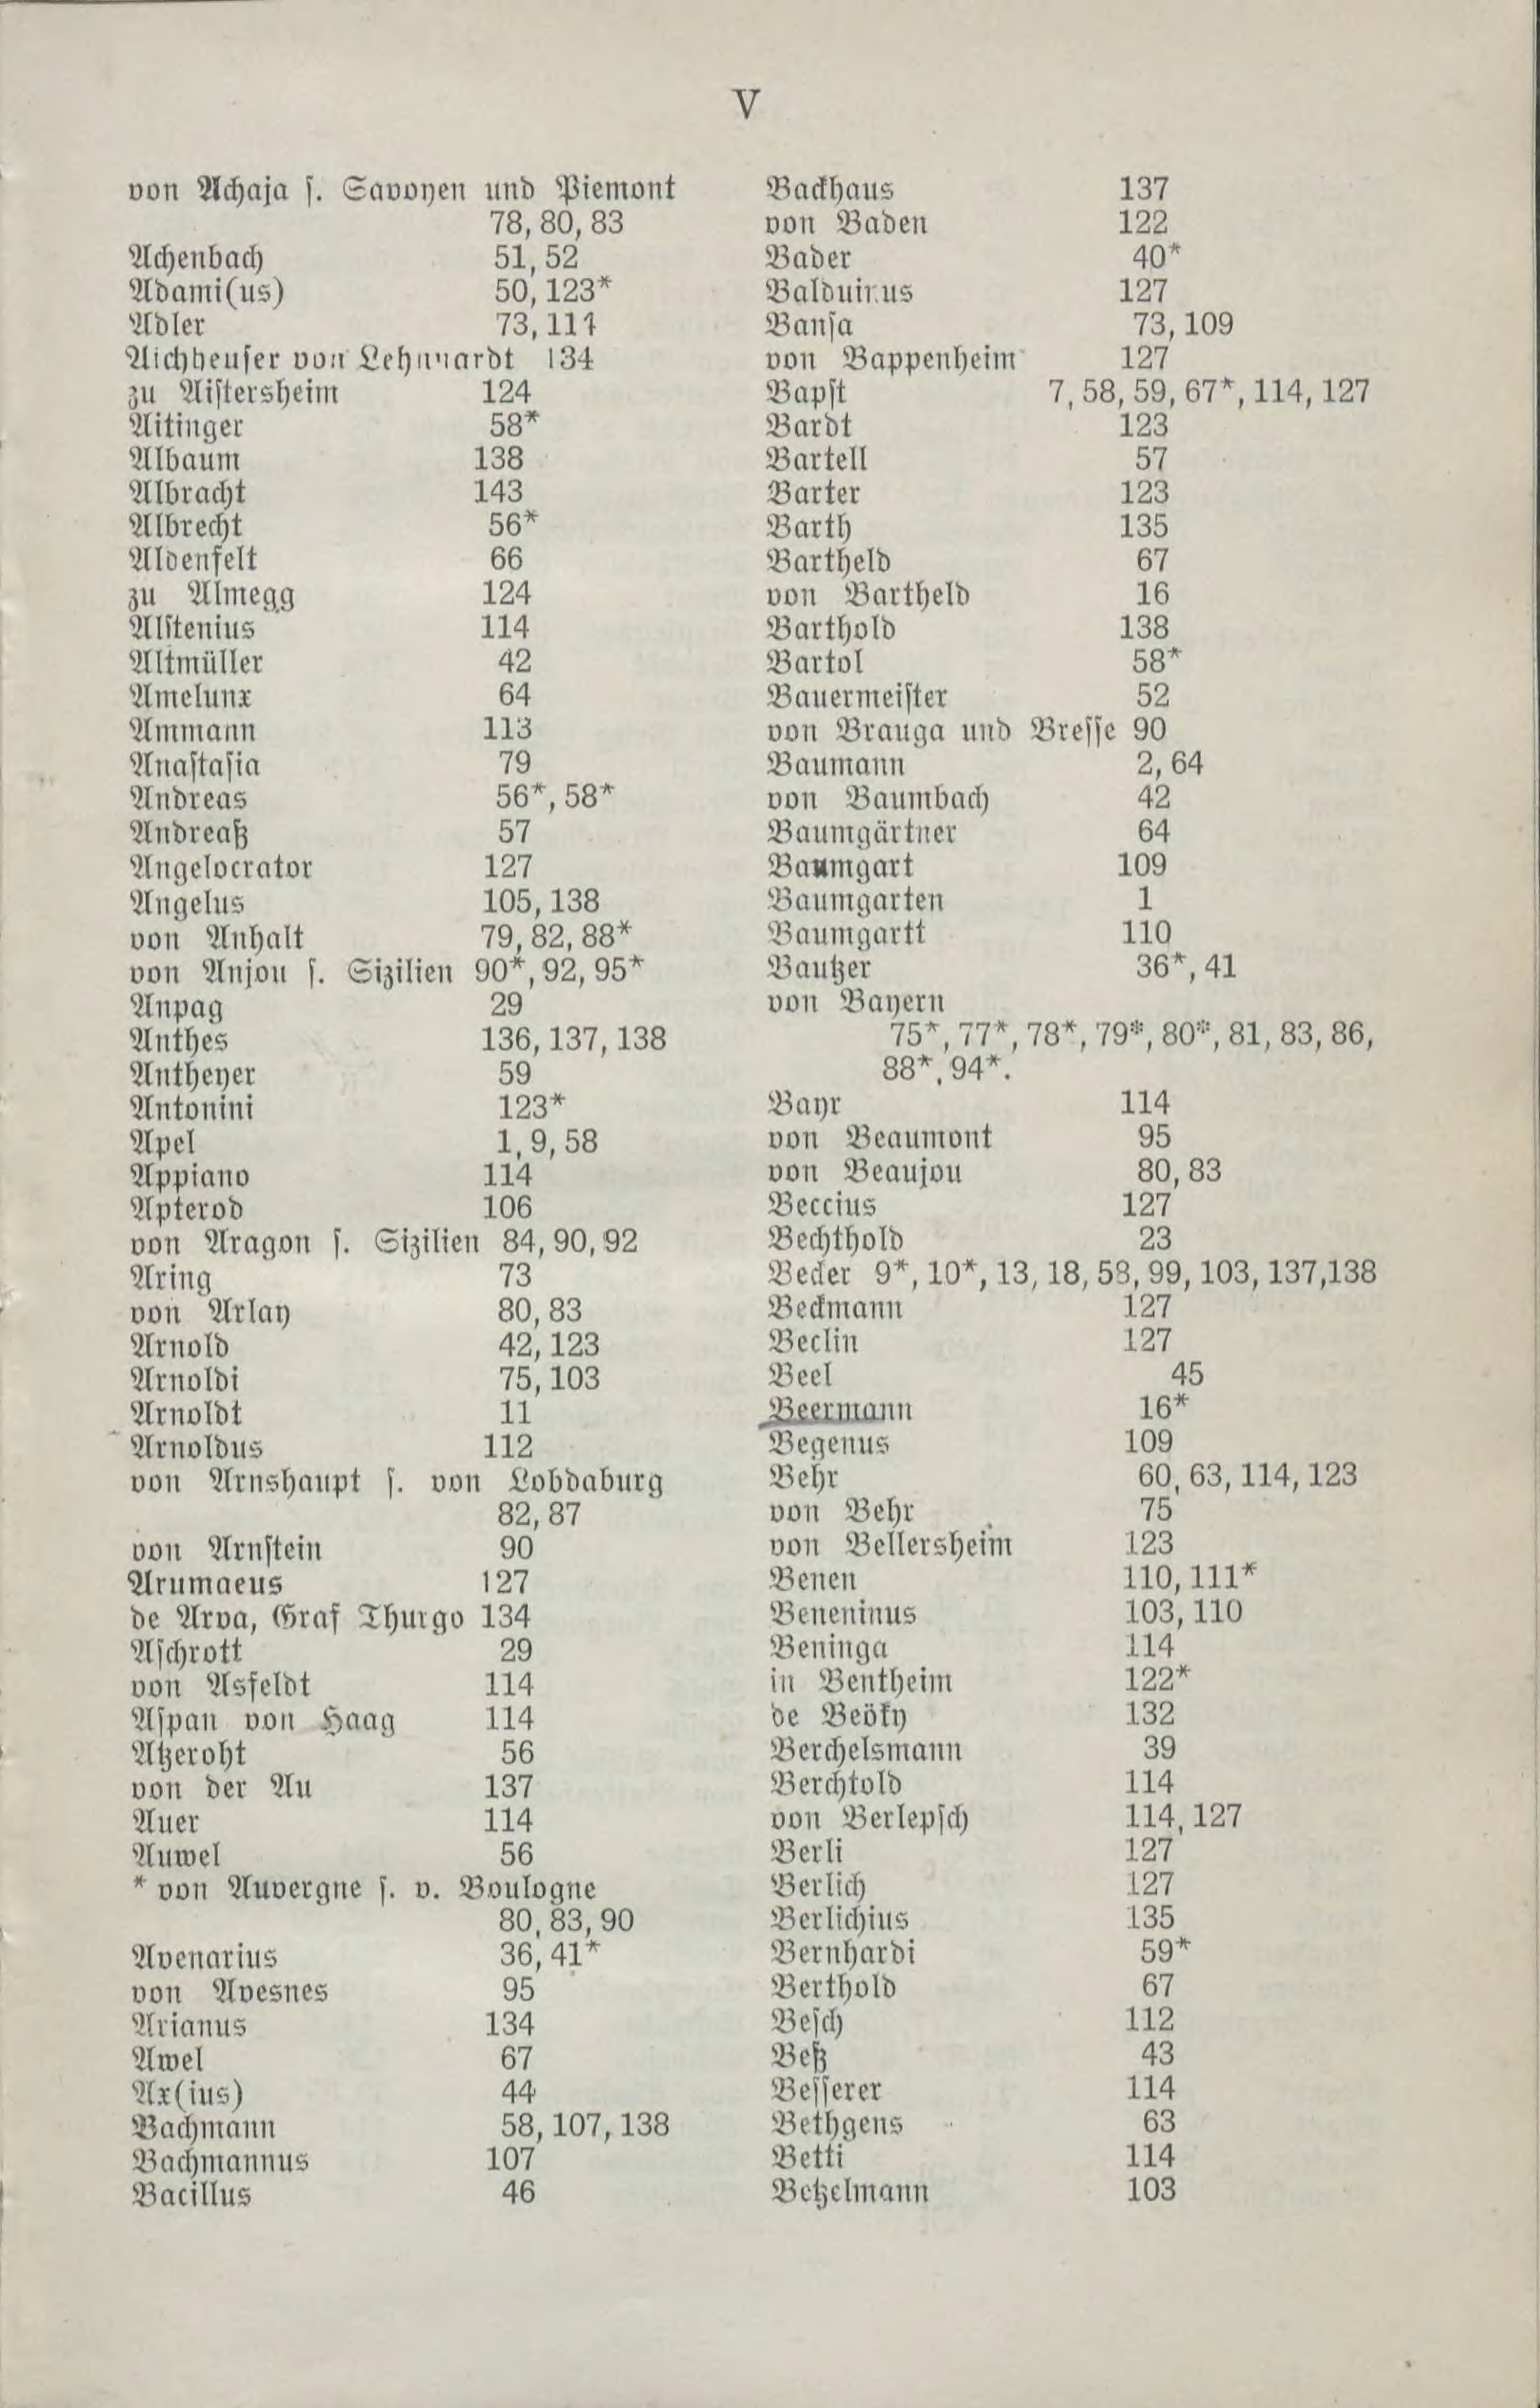 V
von Achaja s. Savoyen und Piemont
78, 80, 83
Achenbach 51, 52
Adami(us) 50, 123*
Adler 73, 111
Aichheuser von Lehnnardt 134
zu Aistersheim 124
Aitinger 58*
Albaum 138
Albracht 143
Albrecht 56*
Aldenfelt 66
zu Almegg 124
Alstenius 114
Altmüller 42
Amelunx 64
Ammann 113
Anastasia 79
Andreas 56*, 58*
Andreaß 57
Angelocrator 127
Angelus 105, 138
von Anhalt 79, 82, 88*
von Anjou s. Sizilien 90*, 92, 95*
Anpag 29
Anthes 136, 137, 138
Antheyer 59
Antonini 123*
Apel 1, 9, 58
Appiano 114
Apterod 106
von Aragon s. Sizilien 84, 90, 92
Aring 73
von Arlay 80, 83
Arnold 42, 123
Arnoldi 75, 103
Arnoldt 11
Arnoldus 112
von Arnshaupt s. von Lobdaburg
82, 87
von Arnstein 90
Arumaeus 127
de Arva, Graf Thurgo 134
Aschrott 29
von Asfeldt 114
Aspan von Haag 114
Atzeroht 56
von der Au 137
Auer 114
Auwel 56
* von Auvergne s. v. Boulogne
80, 83, 90
Avenarius 36, 41*
von Avesnes 95
Arianus 134
Awel 67
Ax(ius) 44
Bachmann 58, 107, 138
Bachmannus 107
Bacillus 46
Backhaus 137
von Baden 122
Bader 40*
Balduinus 127
Bansa 73, 109
von Bappenheim 127
Bapst 7, 58, 59, 67*, 114, 127
Bardt 123
Bartell 57
Barter 123
Barth 135
Bartheld 67
von Bartheld 16
Barthold 138
Bartol 58*
Bauermeister 52
von Brauga und Bresse 90
Baumann 2, 64
von Baumbach 42
Baumgärtner 64
Baumgart 109
Baumgarten 1
Baumgartt 110
Bautzer 36*, 41
von Bayern
75*, 77*, 78*, 79*, 80*, 81, 83, 86,
88*, 94*.
Bayr 114
von Beaumont 95
von Beaujou 80, 83
Beccius 127
Bechthold 23
Becker 9*, 10*, 13, 18, 58, 99, 103, 137,138
Beckmann 127
Beclin 127
Beel 45
Beermann 16*
Begenus 109
Behr 60, 63, 114, 123
von Behr 75
von Bellersheim 123
Benen 110, 111*
Beneninus 103, 110
Beninga 114
in Bentheim 122*
de Beöky 132
Berchelsmann 39
Berchtold 114
von Berlepsch 114, 127
Berli 127
Berlich 127
Berlichius 135
Bernhardi 59*
Berthold 67
Besch 112
Beß 43
Besserer 114
Bethgens 63
Betti 114
Betzelmann 103